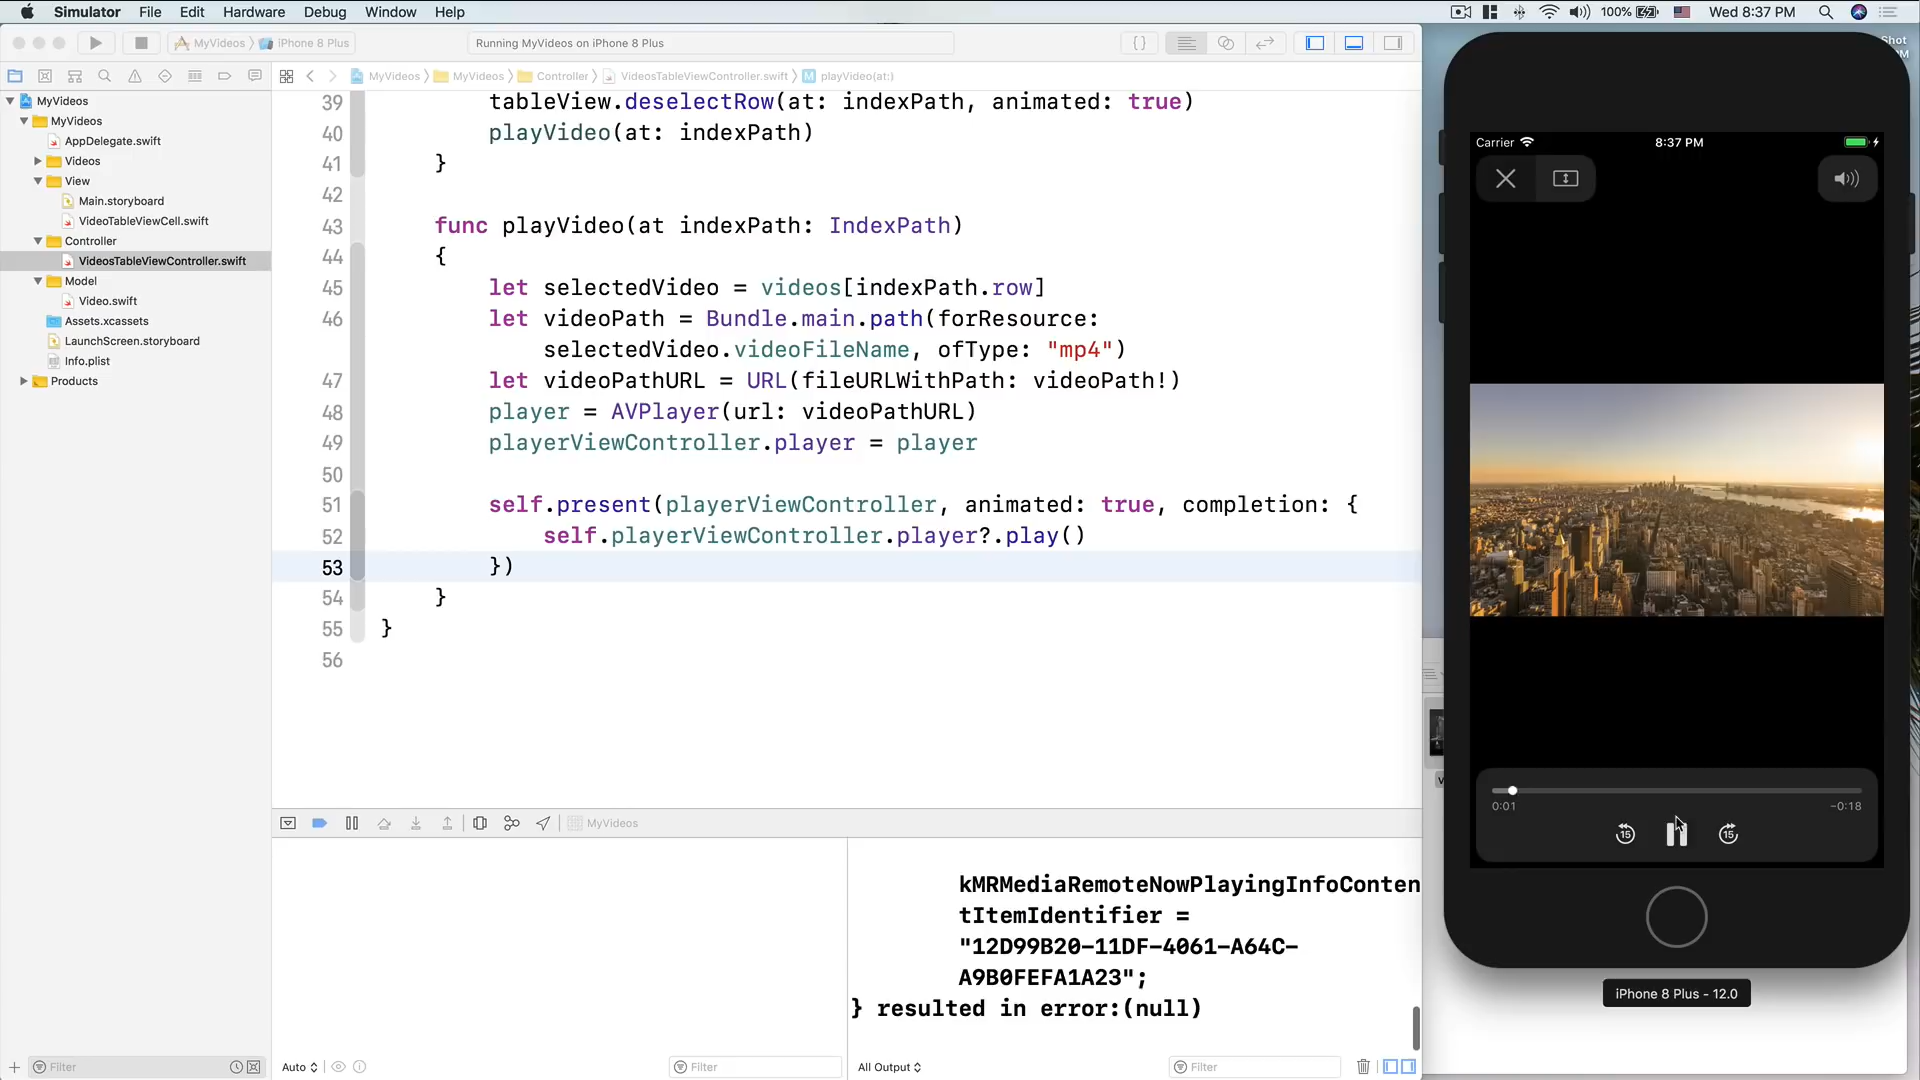 Simulator File Edit Hardware Debug Window Help
100% Wed 8:37 PM
MyVideos iPhone 8 Plus
Running MyVideos on iPhone 8 Plus
{}
Shot
MyVideos MyVideos Controller VideosTableViewController.swift M playVideo(at:)
MyVideos
MyVideos
AppDelegate.swift
Videos
View
Main.storyboard
VideoTableViewCell.swift
Controller
VideosTableViewController.swift
Model
Video.swift
Assets.xcassets
LaunchScreen.storyboard
Info.plist
Products
39 tableView.deselectRow(at: indexPath, animated: true)
40 playVideo(at: indexPath)
41 }
42
43 func playVideo(at indexPath: IndexPath)
44 {
45 let selectedVideo = videos[indexPath.row]
46 let videoPath = Bundle.main.path(forResource:
selectedVideo.videoFileName, ofType: "mp4")
47 let videoPathURL = URL(fileURLWithPath: videoPath!)
48 player = AVPlayer(url: videoPathURL)
49 playerViewController.player = player
50
51 self.present(playerViewController, animated: true, completion: {
52 self.playerViewController.player?.play()
53 })
54 }
55 }
56
MyVideos
kMRMediaRemoteNowPlayingInfoConten
tItemIdentifier =
"12D99B20-11DF-4061-A64C-
A9B0FEFA1A23";
} resulted in error:(null)
Filter
Auto
Filter
All Output
Filter
Carrier 8:37 PM
0:01 −0:18
15 15
iPhone 8 Plus - 12.0